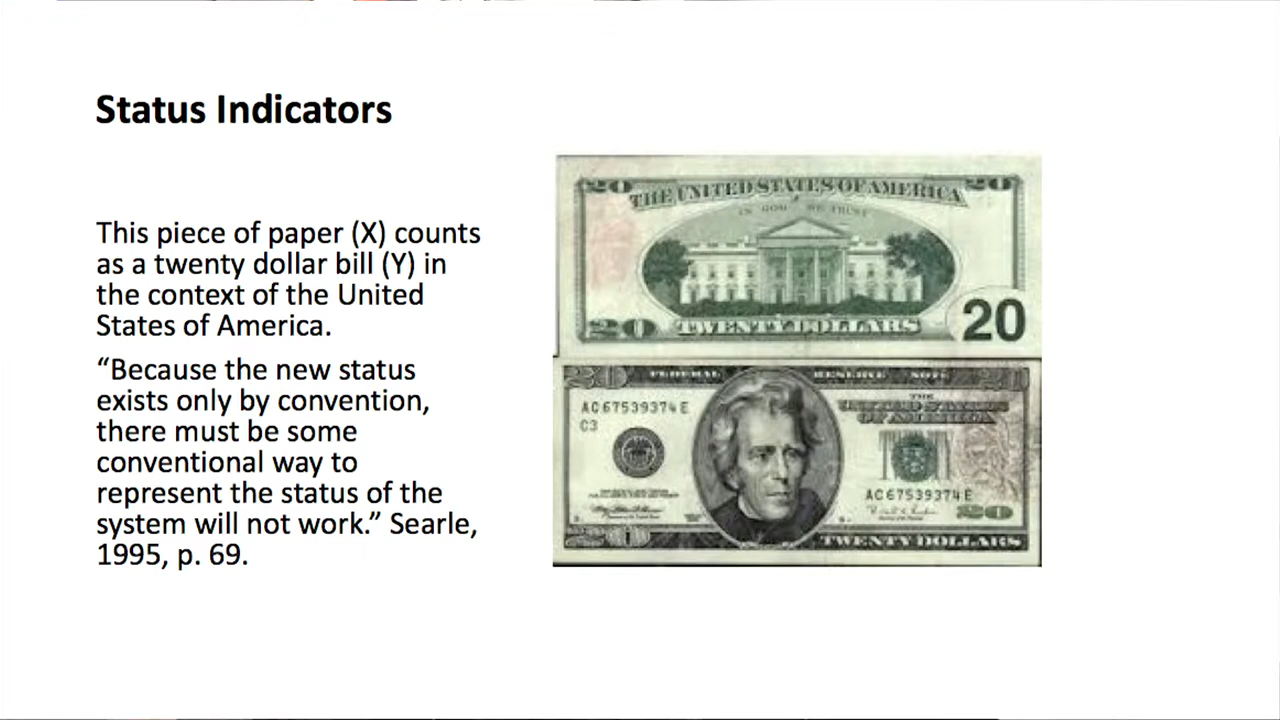 Status Indicators
This piece of paper (X) counts
as a twenty dollar bill (Y) in
the context of the United
States of America.
“Because the new status
exists only by convention,
there must be some
conventional way to
represent the status of the
system will not work.” Searle,
1995, p. 69.
20 20
THE UNITED STATES OF AMERICA
IN GOD WE TRUST
20 TWENTY DOLLARS 20
20 FEDERAL RESERVE NOTE 20
AC67539374E
C3
THE
UNITED STATES
OF AMERICA
AC67539374E
20 20
TWENTY DOLLARS